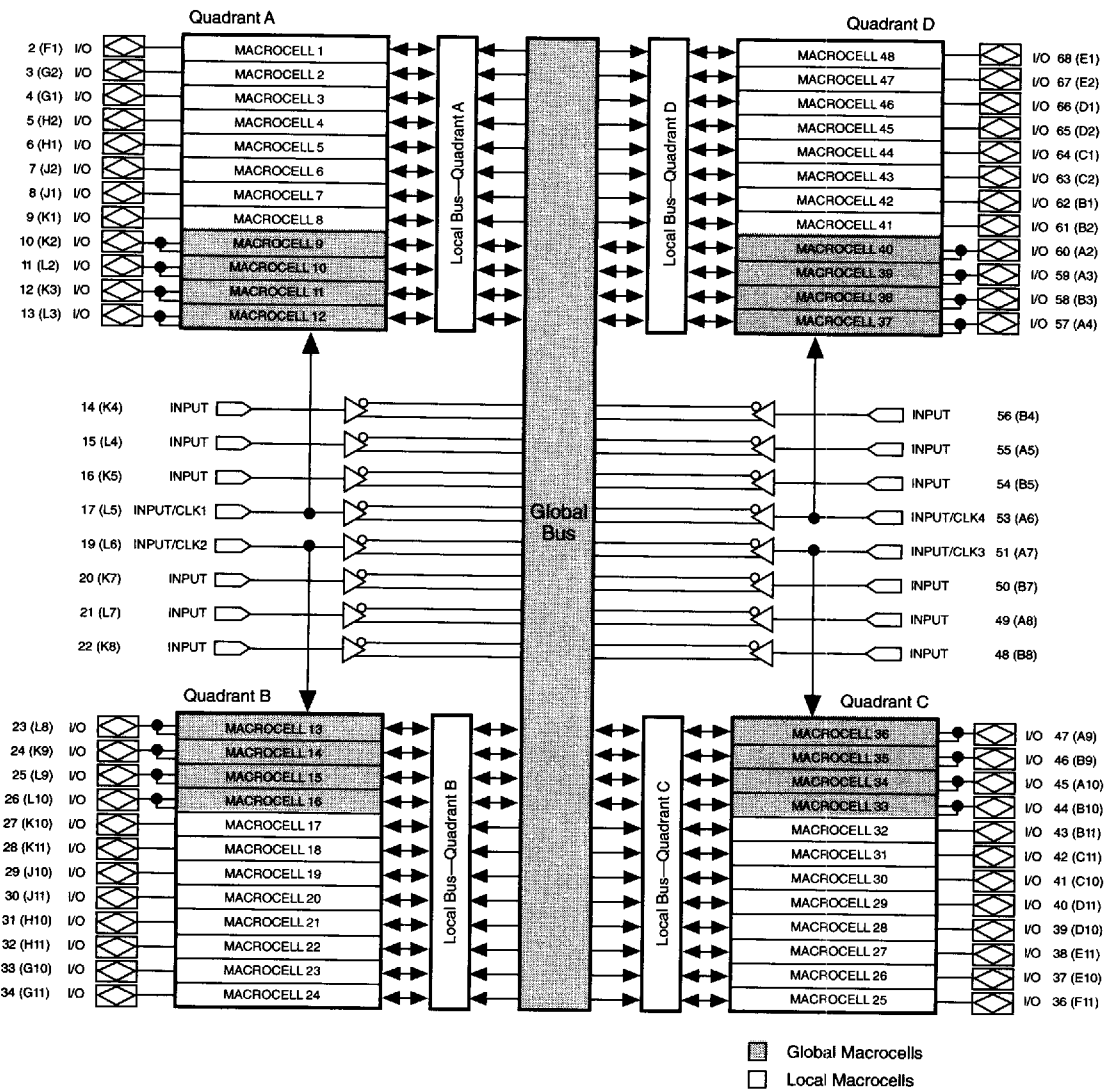 Quadrant A
Quadrant D
2 (F1) I/O MACROCELL 1 MACROCELL 48 I/O 68 (E1)
3 (G2) I/O MACROCELL 2 MACROCELL 47 I/O 67 (E2)
4 (G1) I/O MACROCELL 3 MACROCELL 46 I/O 66 (D1)
5 (H2) I/O MACROCELL 4 MACROCELL 45 I/O 65 (D2)
6 (H1) I/O MACROCELL 5 MACROCELL 44 I/O 64 (C1)
7 (J2) I/O MACROCELL 6 MACROCELL 43 I/O 63 (C2)
8 (J1) I/O MACROCELL 7 MACROCELL 42 I/O 62 (B1)
9 (K1) I/O MACROCELL 8 MACROCELL 41 I/O 61 (B2)
10 (K2) I/O MACROCELL 9 MACROCELL 40 I/O 60 (A2)
11 (L2) I/O MACROCELL 10 MACROCELL 39 I/O 59 (A3)
12 (K3) I/O MACROCELL 11 MACROCELL 38 I/O 58 (B3)
13 (L3) I/O MACROCELL 12 MACROCELL 37 I/O 57 (A4)
Local Bus—Quadrant A
Local Bus—Quadrant D
14 (K4) INPUT INPUT 56 (B4)
15 (L4) INPUT INPUT 55 (A5)
16 (K5) INPUT INPUT 54 (B5)
17 (L5) INPUT/CLK1 INPUT/CLK4 53 (A6)
Global
Bus
19 (L6) INPUT/CLK2 INPUT/CLK3 51 (A7)
20 (K7) INPUT INPUT 50 (B7)
21 (L7) INPUT INPUT 49 (A8)
22 (K8) INPUT INPUT 48 (B8)
Quadrant B
Quadrant C
23 (L8) I/O MACROCELL 13 MACROCELL 36 I/O 47 (A9)
24 (K9) I/O MACROCELL 14 MACROCELL 35 I/O 46 (B9)
25 (L9) I/O MACROCELL 15 MACROCELL 34 I/O 45 (A10)
26 (L10) I/O MACROCELL 16 MACROCELL 33 I/O 44 (B10)
27 (K10) I/O MACROCELL 17 MACROCELL 32 I/O 43 (B11)
28 (K11) I/O MACROCELL 18 MACROCELL 31 I/O 42 (C11)
29 (J10) I/O MACROCELL 19 MACROCELL 30 I/O 41 (C10)
30 (J11) I/O MACROCELL 20 MACROCELL 29 I/O 40 (D11)
31 (H10) I/O MACROCELL 21 MACROCELL 28 I/O 39 (D10)
32 (H11) I/O MACROCELL 22 MACROCELL 27 I/O 38 (E11)
33 (G10) I/O MACROCELL 23 MACROCELL 26 I/O 37 (E10)
34 (G11) I/O MACROCELL 24 MACROCELL 25 I/O 36 (F11)
Local Bus—Quadrant B
Local Bus—Quadrant C
Global Macrocells
Local Macrocells